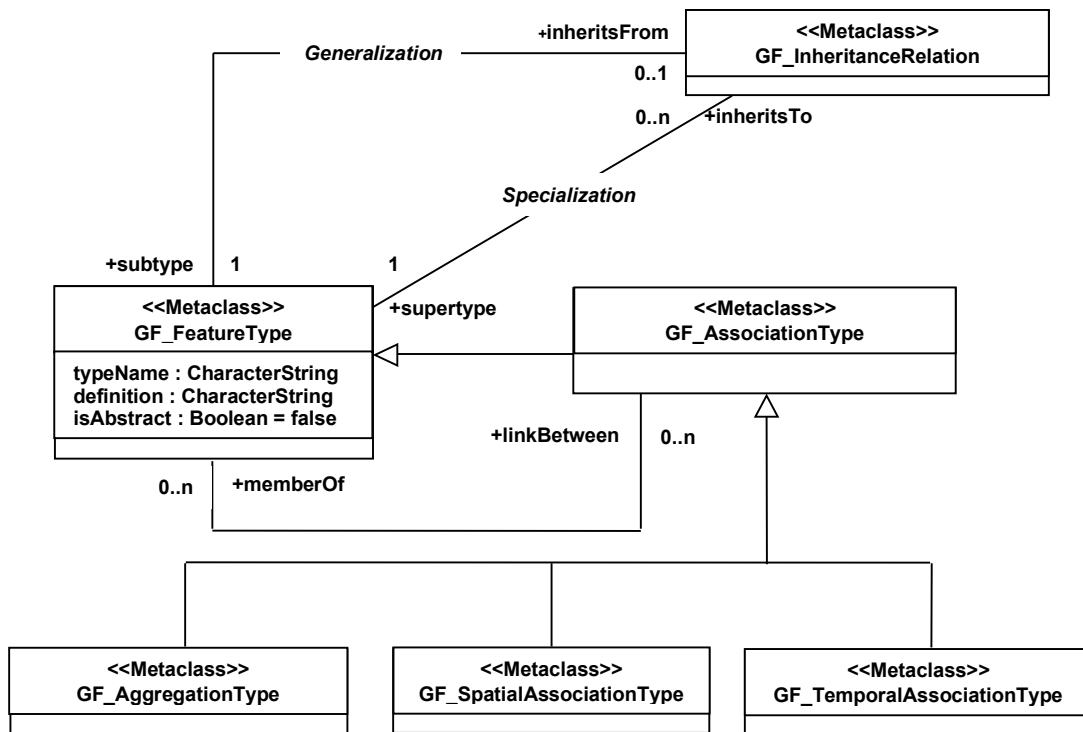 Generalization
+inheritsFrom
0..1
<<Metaclass>>
GF_InheritanceRelation
0..n
+inheritsTo
Specialization
+subtype
1
1
+supertype
<<Metaclass>>
GF_FeatureType
typeName : CharacterString
definition : CharacterString
isAbstract : Boolean = false
<<Metaclass>>
GF_AssociationType
+linkBetween
0..n
0..n
+memberOf
<<Metaclass>>
GF_AggregationType
<<Metaclass>>
GF_SpatialAssociationType
<<Metaclass>>
GF_TemporalAssociationType